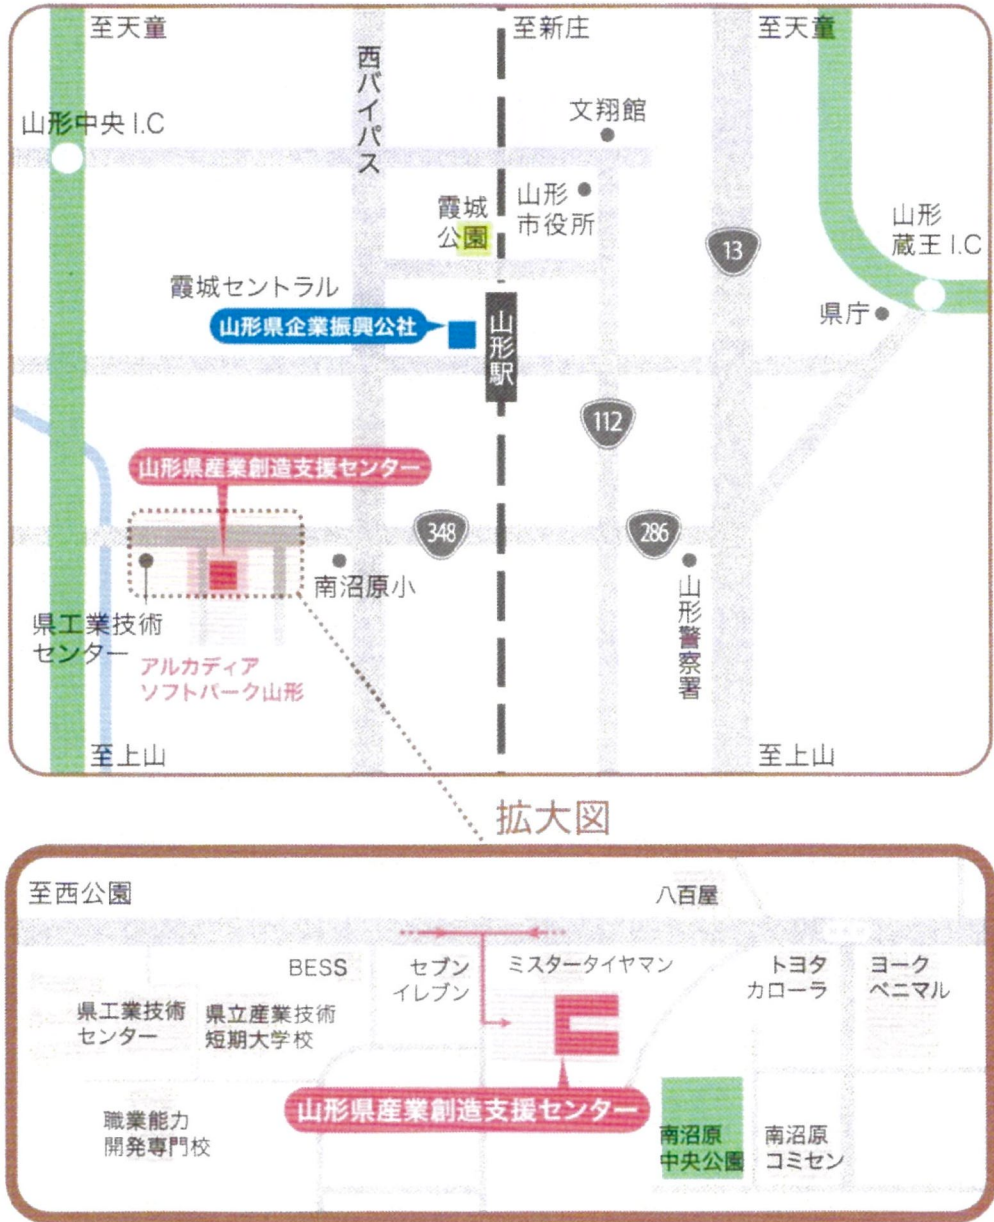 至天童
至新庄
至天童
西バイパス
文翔館
山形中央 I.C
山形
市役所
霞城
公園
山形
蔵王 I.C
13
霞城セントラル
県庁
山形県企業振興公社
山形駅
112
山形県産業創造支援センター
348
286
南沼原小
県工業技術
センター
山形警察署
アルカディア
ソフトパーク山形
至上山
至上山
拡大図
至西公園
八百屋
BESS
セブン
イレブン
ミスタータイヤマン
トヨタ
カローラ
ヨーク
ベニマル
県工業技術
センター
県立産業技術
短期大学校
山形県産業創造支援センター
職業能力
開発専門校
南沼原
中央公園
南沼原
コミセン